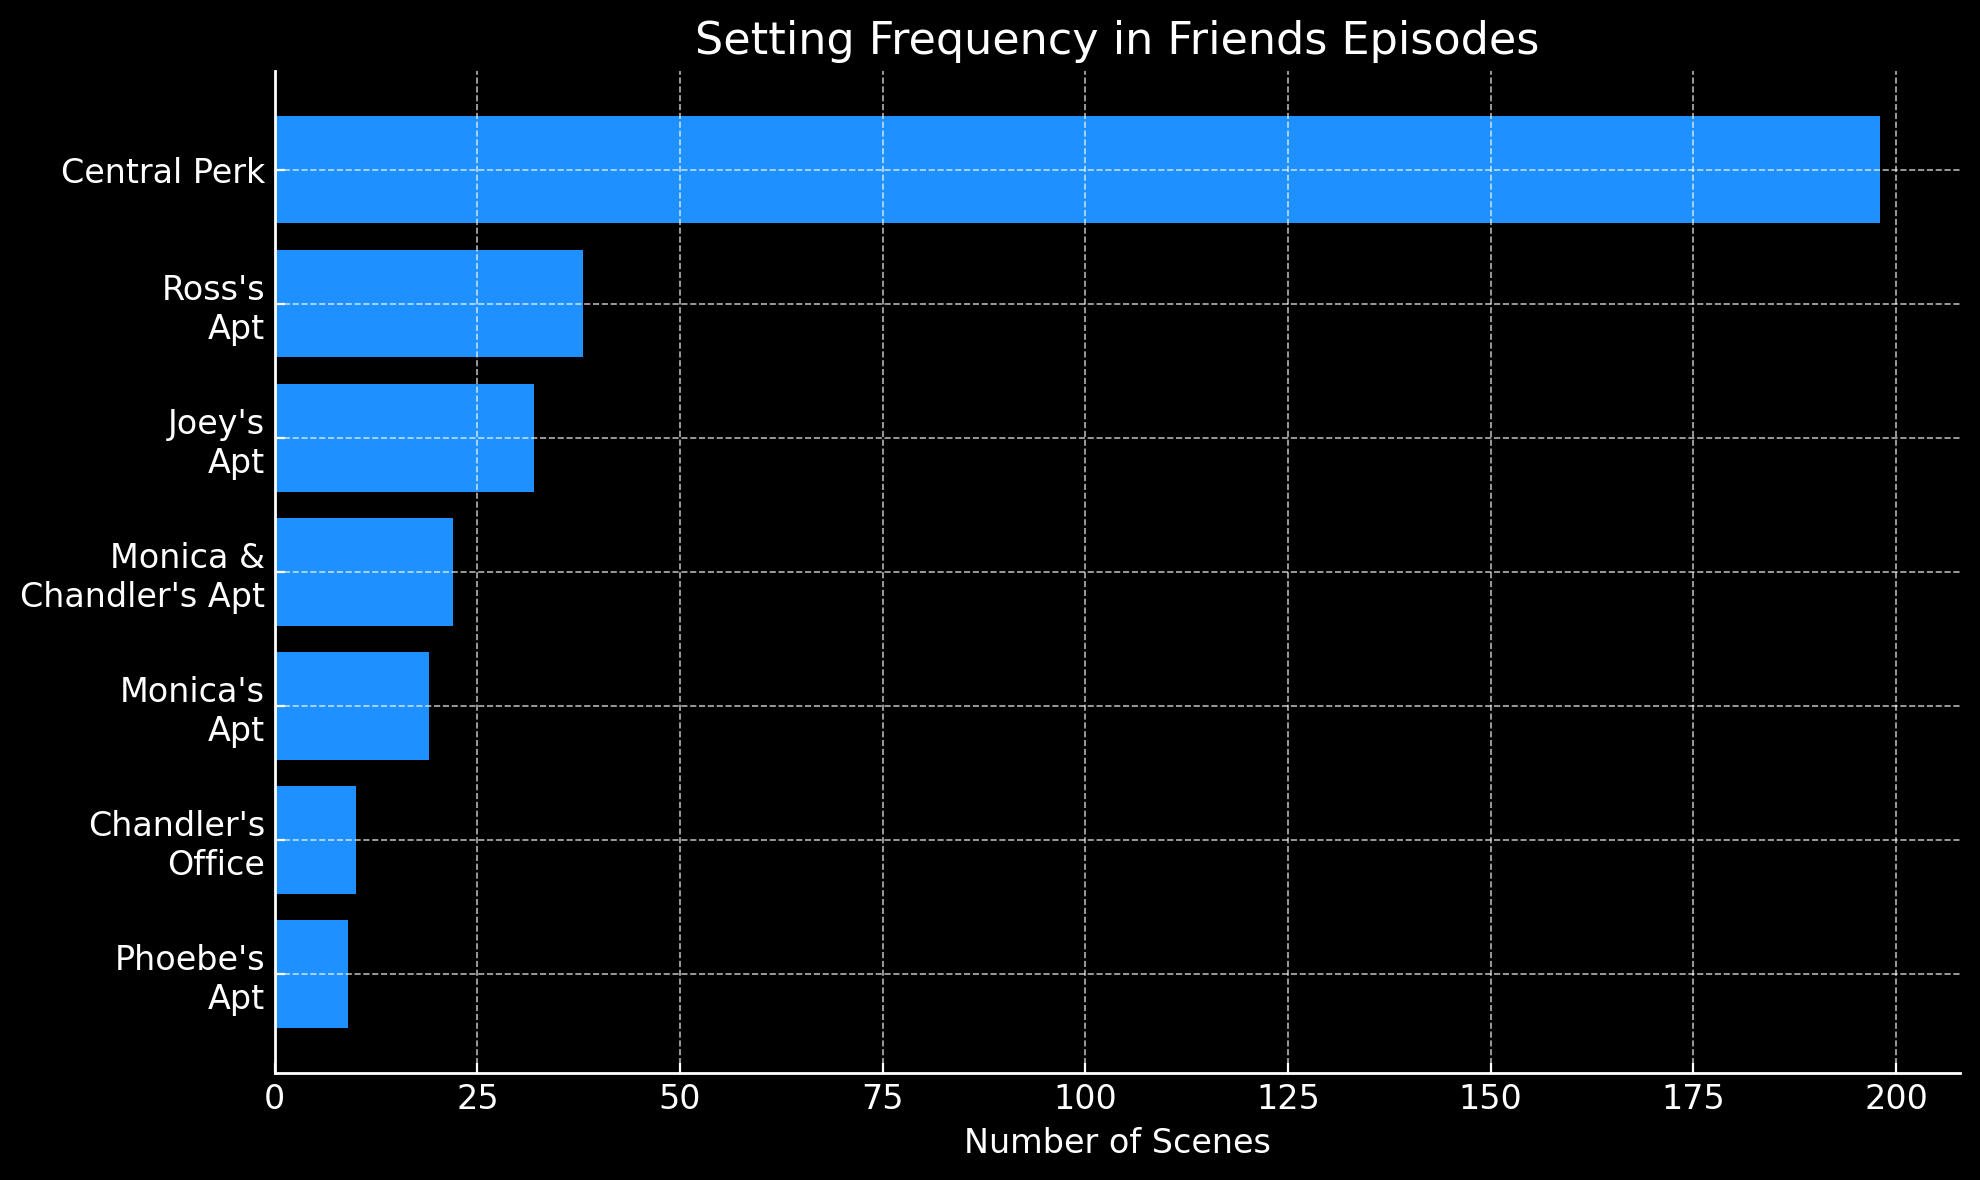 Setting Frequency in Friends Episodes
Central Perk
Ross's
Apt
Joey's
Apt
Monica &
Chandler's Apt
Monica's
Apt
Chandler's
Office
Phoebe's
Apt
0 25 50 75 100 125 150 175 200
Number of Scenes